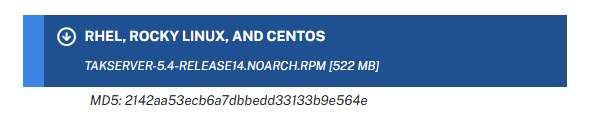 RHEL, ROCKY LINUX, AND CENTOS
TAKSERVER-5.4-RELEASE14.NOARCH.RPM [522 MB]
MD5: 2142aa53ecb6a7dbbedd33133b9e564e